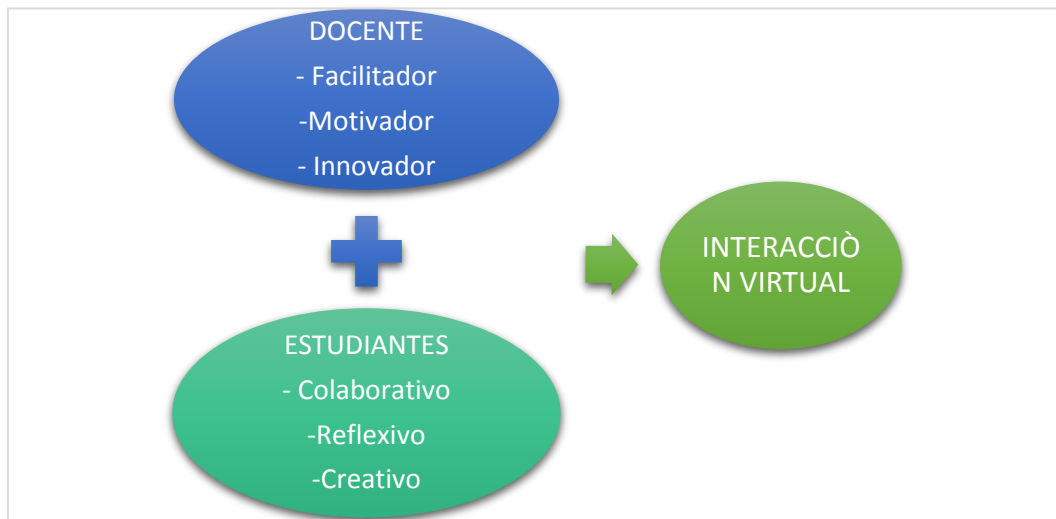 DOCENTE
- Facilitador
-Motivador
- Innovador
INTERACCIÒ
N VIRTUAL
ESTUDIANTES
- Colaborativo
-Reflexivo
-Creativo